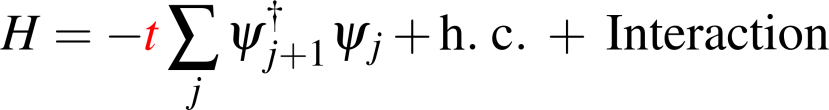 H = −t ∑_j ψ†_{j+1} ψ_j + h. c. + Interaction